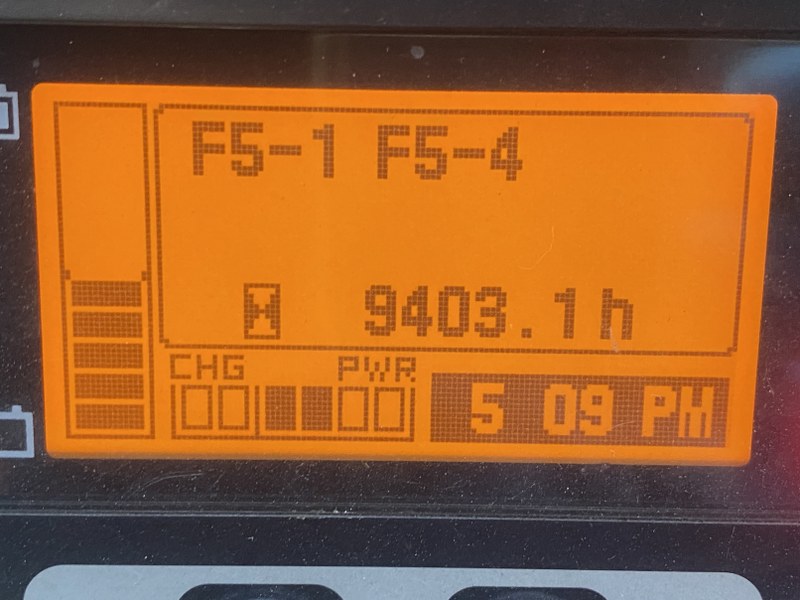 F5-1 F5-4
9403.1h
CHG PWR
5 09 PM